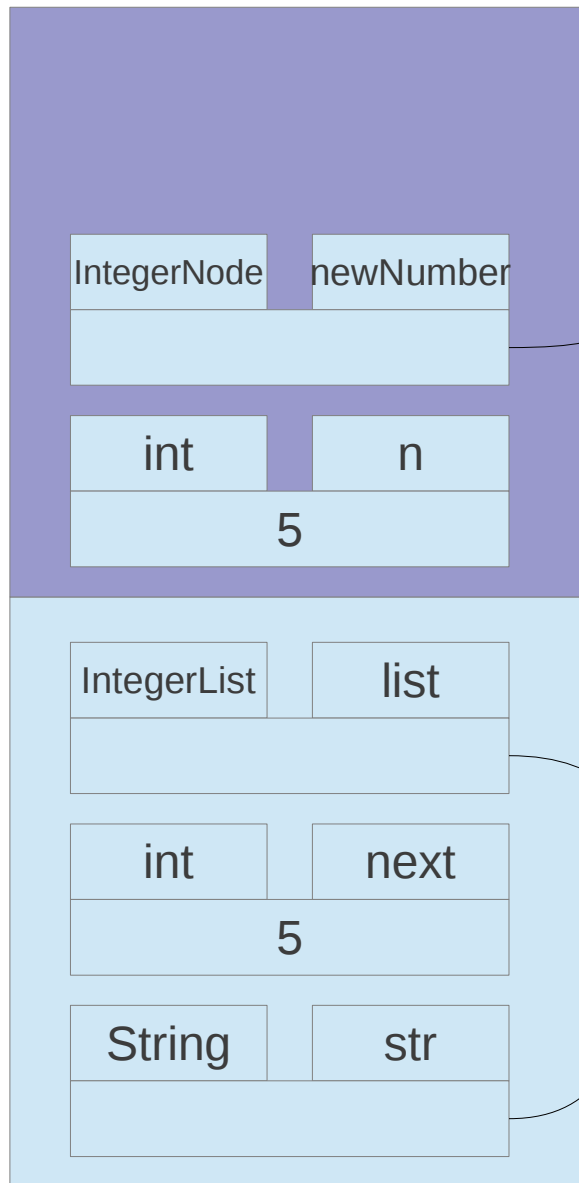 IntegerNode newNumber
int n
5
IntegerList list
int next
5
String str